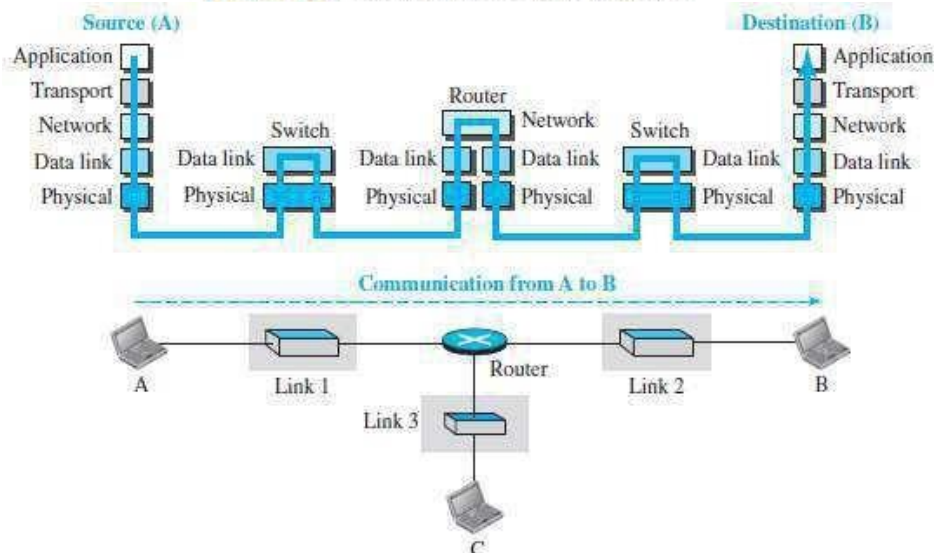 Source (A) Destination (B)
Application Application
Transport Transport
Router
Network Switch Network Switch Network
Data link Data link Data link Data link Data link Data link
Physical Physical Physical Physical Physical Physical
Communication from A to B
A Link 1 Router Link 2 B
Link 3
C